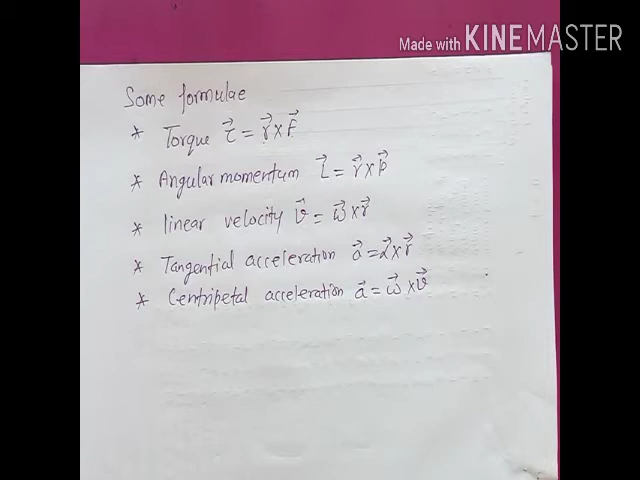 Made with KINEMASTER
Some formulae
* Torque τ⃗ = r⃗ × F⃗
* Angular momentum L⃗ = r⃗ × p⃗
* linear velocity v⃗ = ω⃗ × r⃗
* Tangential acceleration a⃗ = α⃗ × r⃗
* Centripetal acceleration a⃗ = ω⃗ × v⃗